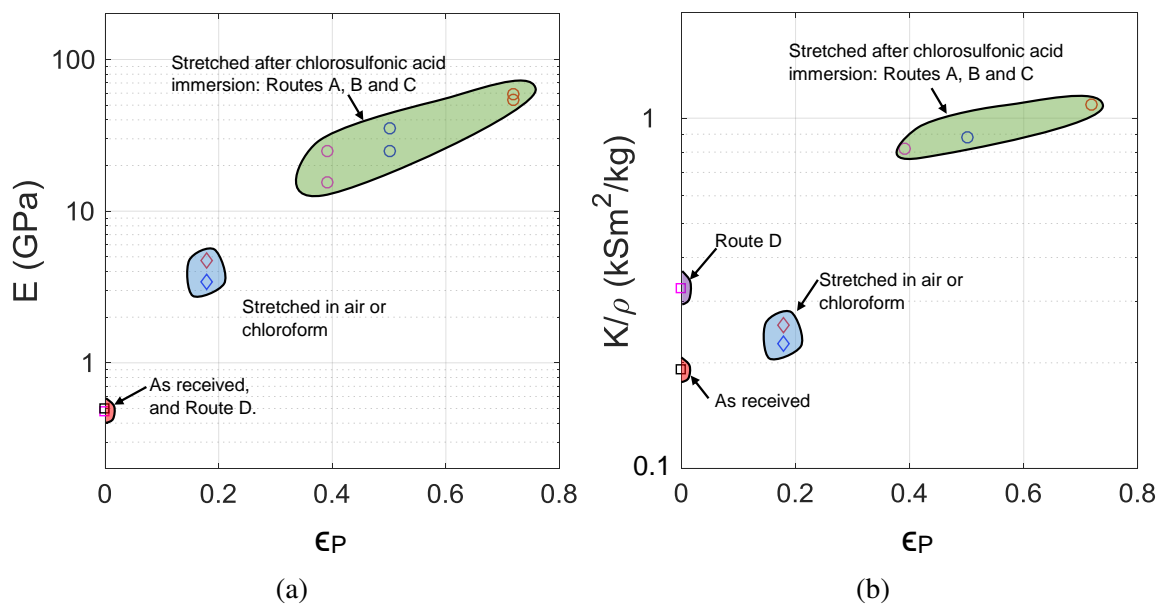 100
10
1
E (GPa)
Stretched after chlorosulfonic acid
immersion: Routes A, B and C
Stretched in air or
chloroform
As received,
and Route D.
0
0.2
0.4
0.6
0.8
ϵP
(a)
1
0.1
K/ρ (kSm²/kg)
Stretched after chlorosulfonic acid
immersion: Routes A, B and C
Route D
Stretched in air or
chloroform
As received
0
0.2
0.4
0.6
0.8
ϵP
(b)